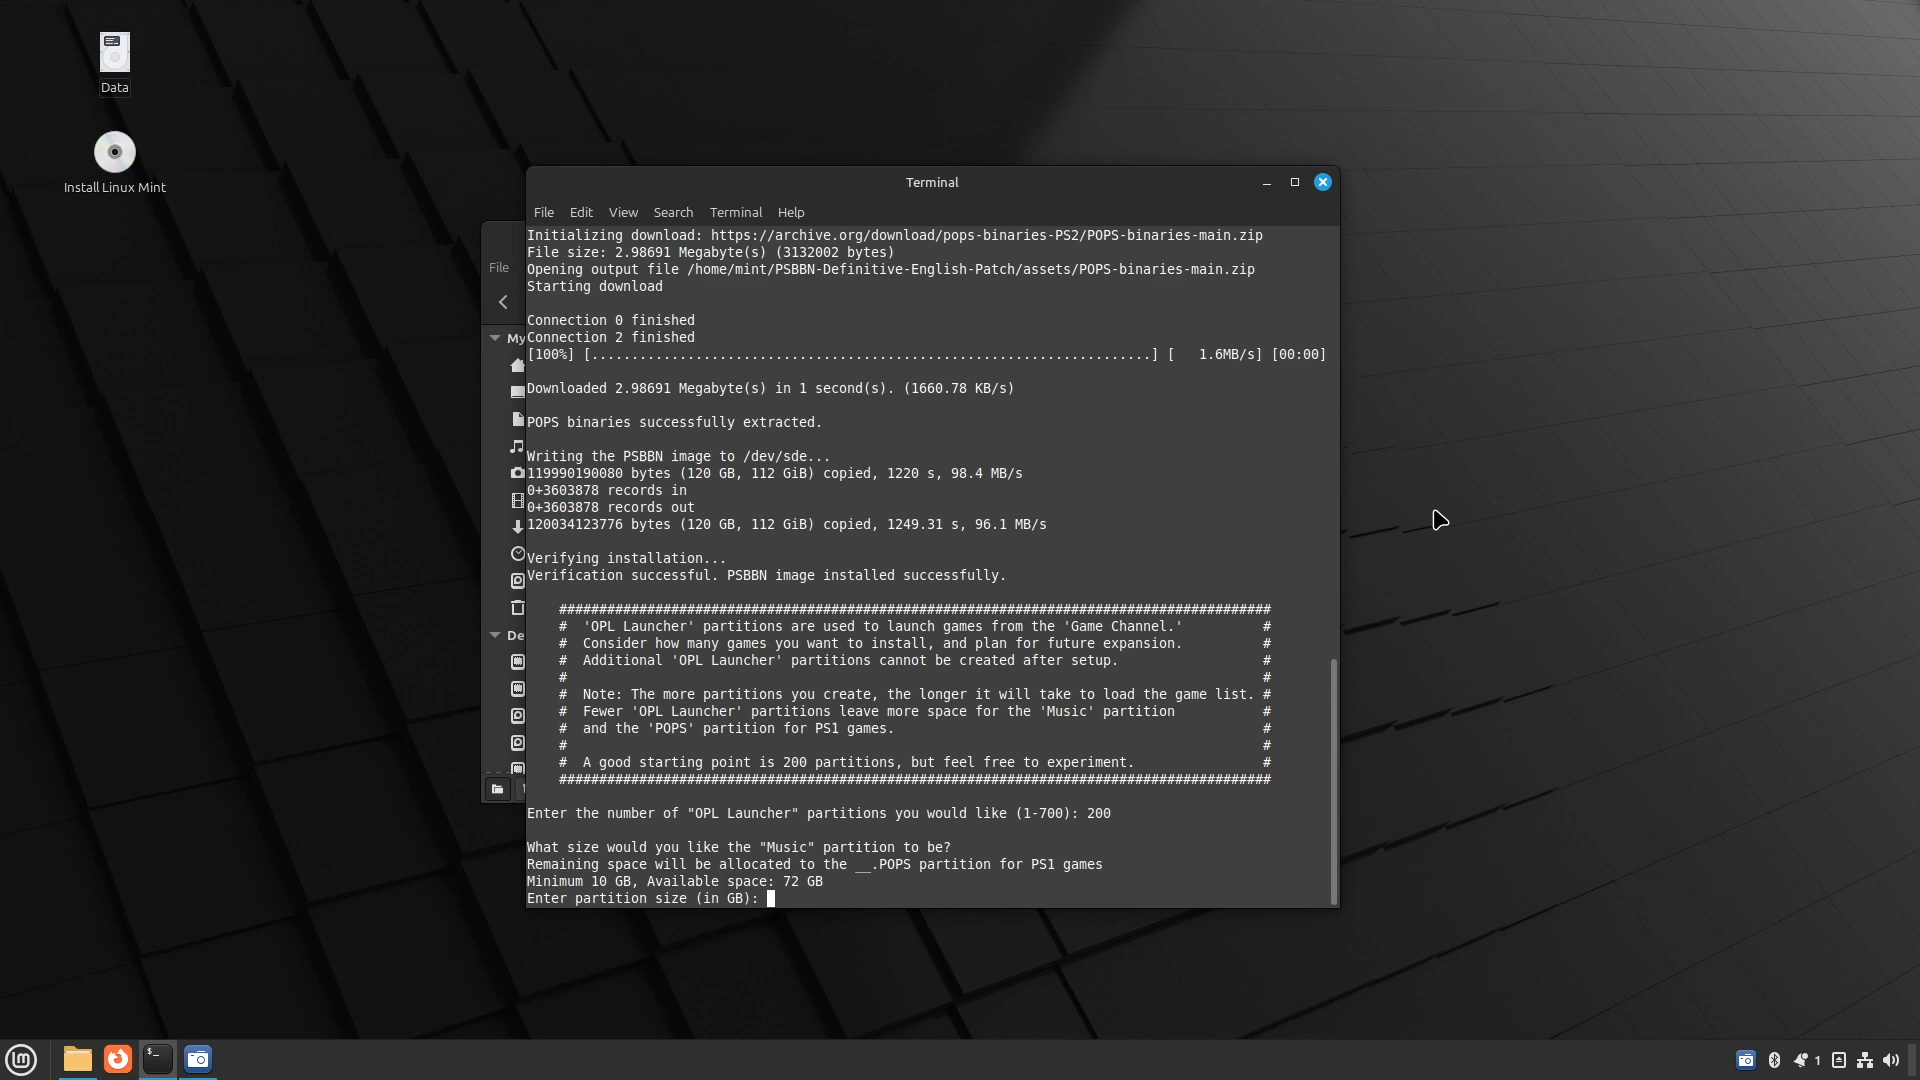 Data
Install Linux Mint
Terminal
File Edit View Search Terminal Help
File
My
De
Initializing download: https://archive.org/download/pops-binaries-PS2/POPS-binaries-main.zip
File size: 2.98691 Megabyte(s) (3132002 bytes)
Opening output file /home/mint/PSBBN-Definitive-English-Patch/assets/POPS-binaries-main.zip
Starting download
Connection 0 finished
Connection 2 finished
[100%] [......................................................................] [   1.6MB/s] [00:00]
Downloaded 2.98691 Megabyte(s) in 1 second(s). (1660.78 KB/s)
POPS binaries successfully extracted.
Writing the PSBBN image to /dev/sde...
119990190080 bytes (120 GB, 112 GiB) copied, 1220 s, 98.4 MB/s
0+3603878 records in
0+3603878 records out
120034123776 bytes (120 GB, 112 GiB) copied, 1249.31 s, 96.1 MB/s
Verifying installation...
Verification successful. PSBBN image installed successfully.
#########################################################################################
#  'OPL Launcher' partitions are used to launch games from the 'Game Channel.'          #
#  Consider how many games you want to install, and plan for future expansion.          #
#  Additional 'OPL Launcher' partitions cannot be created after setup.                  #
#                                                                                       #
#  Note: The more partitions you create, the longer it will take to load the game list. #
#  Fewer 'OPL Launcher' partitions leave more space for the 'Music' partition           #
#  and the 'POPS' partition for PS1 games.                                              #
#                                                                                       #
#  A good starting point is 200 partitions, but feel free to experiment.                #
#########################################################################################
Enter the number of "OPL Launcher" partitions you would like (1-700): 200
What size would you like the "Music" partition to be?
Remaining space will be allocated to the __.POPS partition for PS1 games
Minimum 10 GB, Available space: 72 GB
Enter partition size (in GB):
lm
$_
1